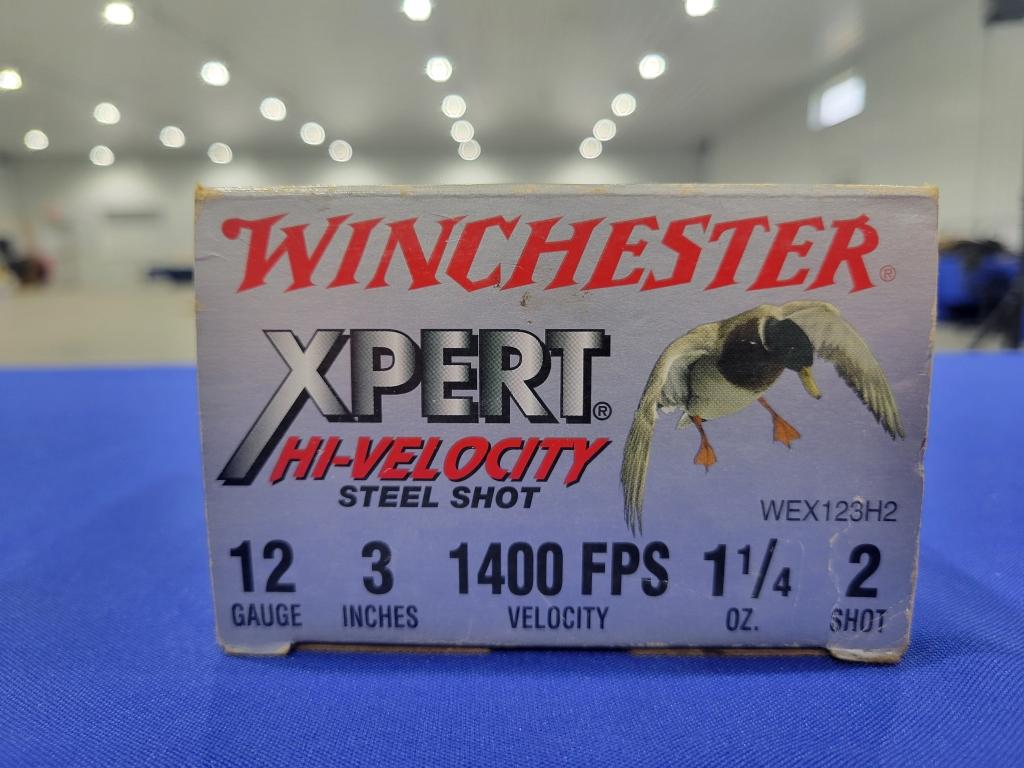 WINCHESTER®
XPERT®
HI-VELOCITY
STEEL SHOT
WEX123H2
12 3 1400 FPS 1 1/4 2
GAUGE INCHES VELOCITY OZ. SHOT